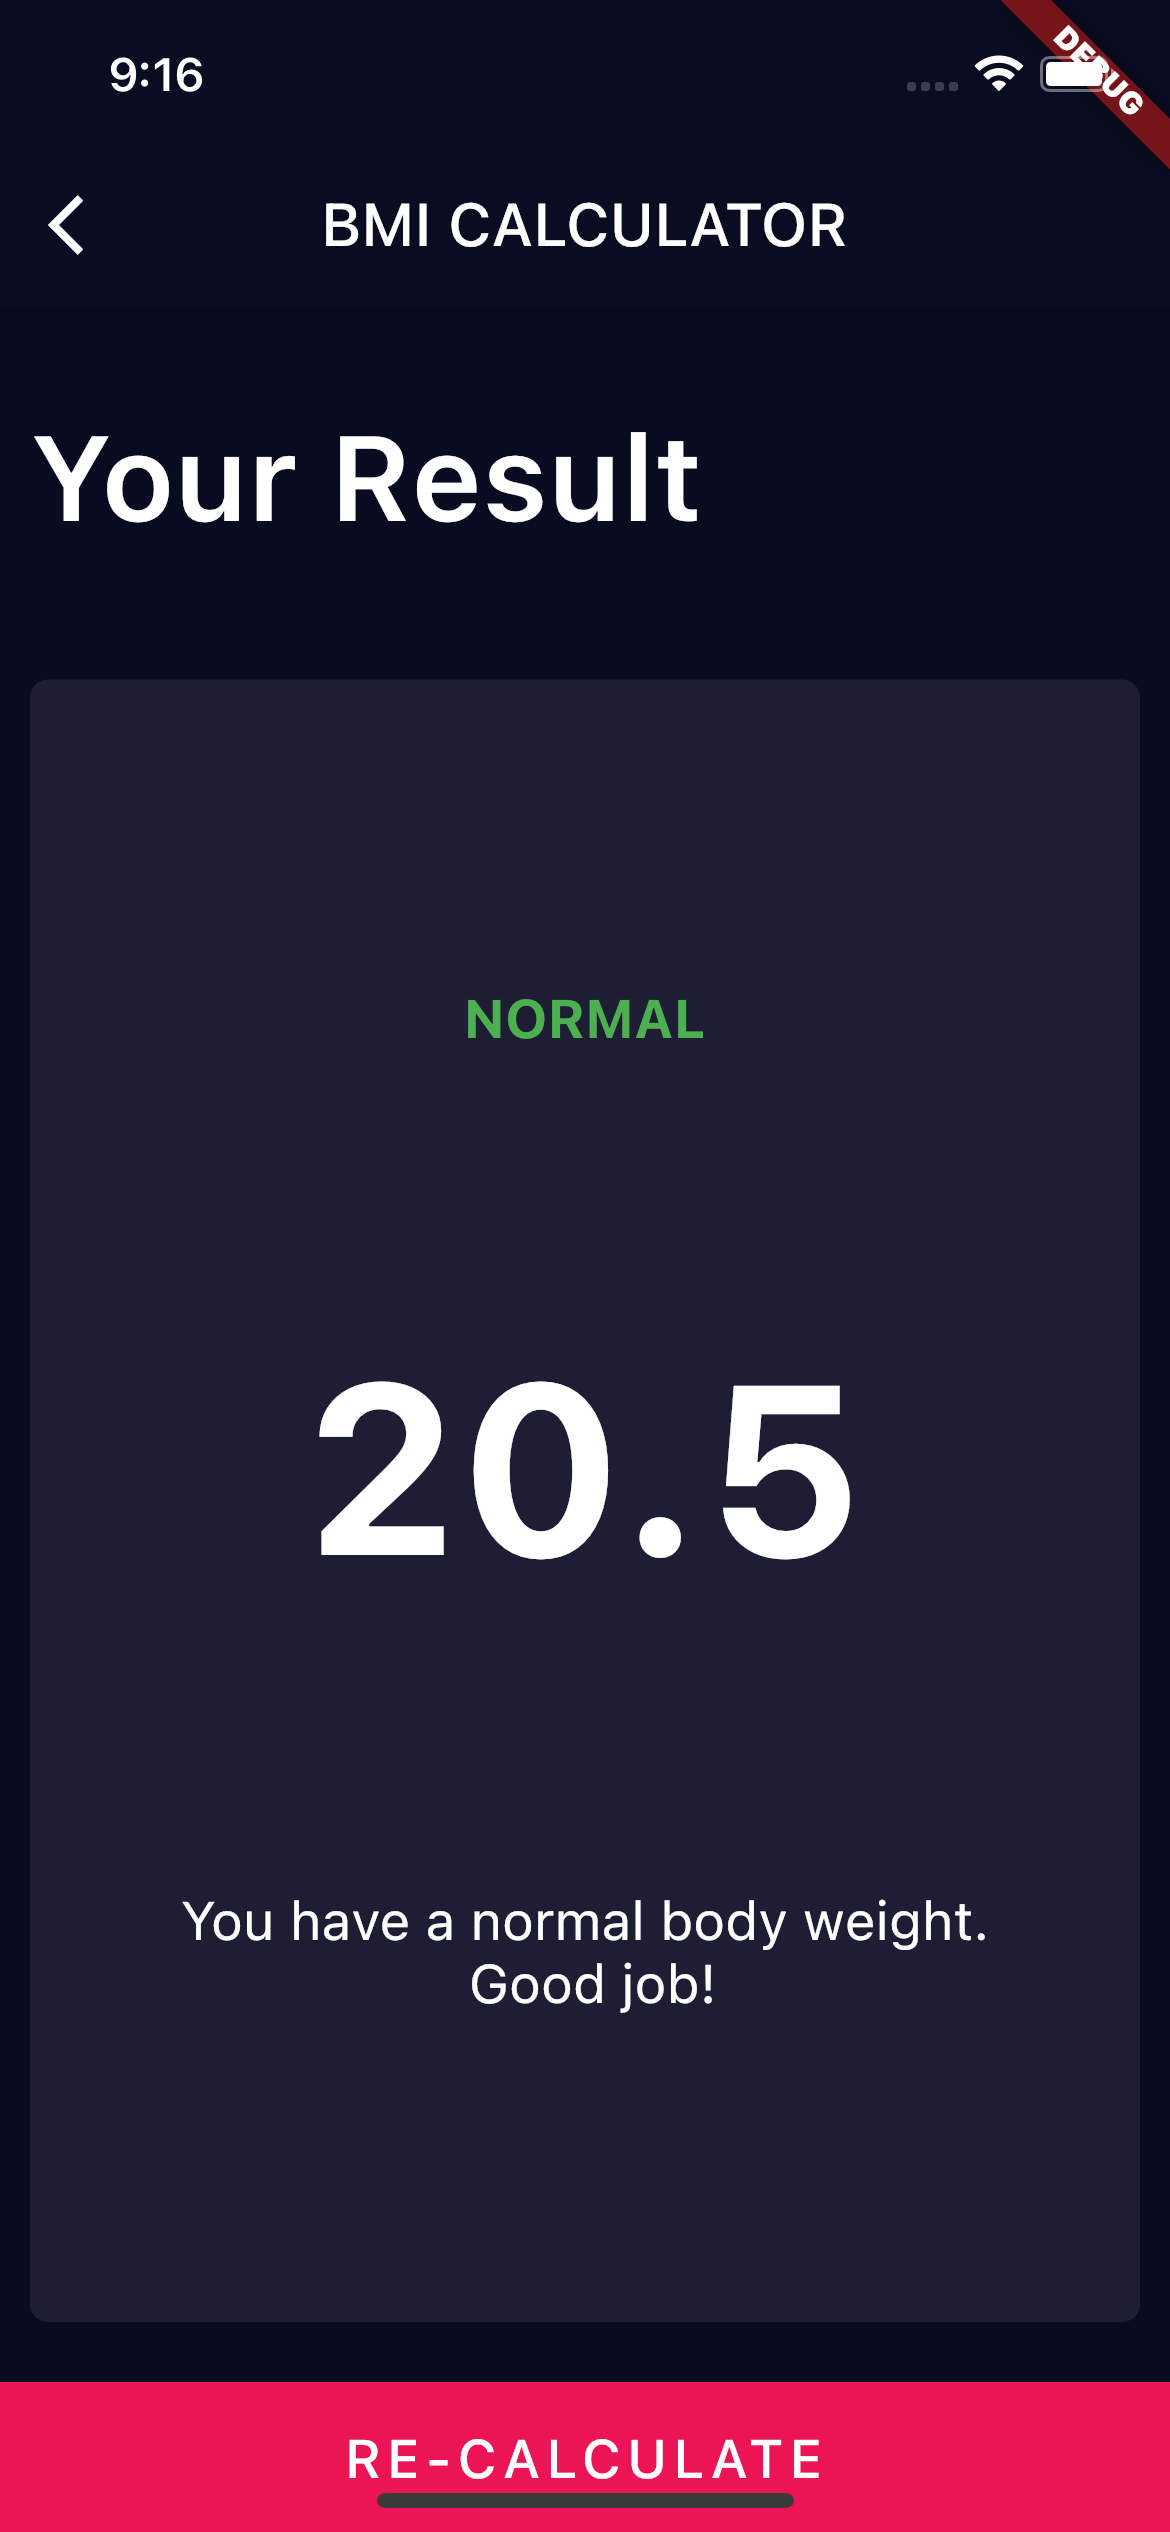 9:16
DEBUG
BMI CALCULATOR
Your Result
NORMAL
20.5
You have a normal body weight.
Good job!
RE-CALCULATE